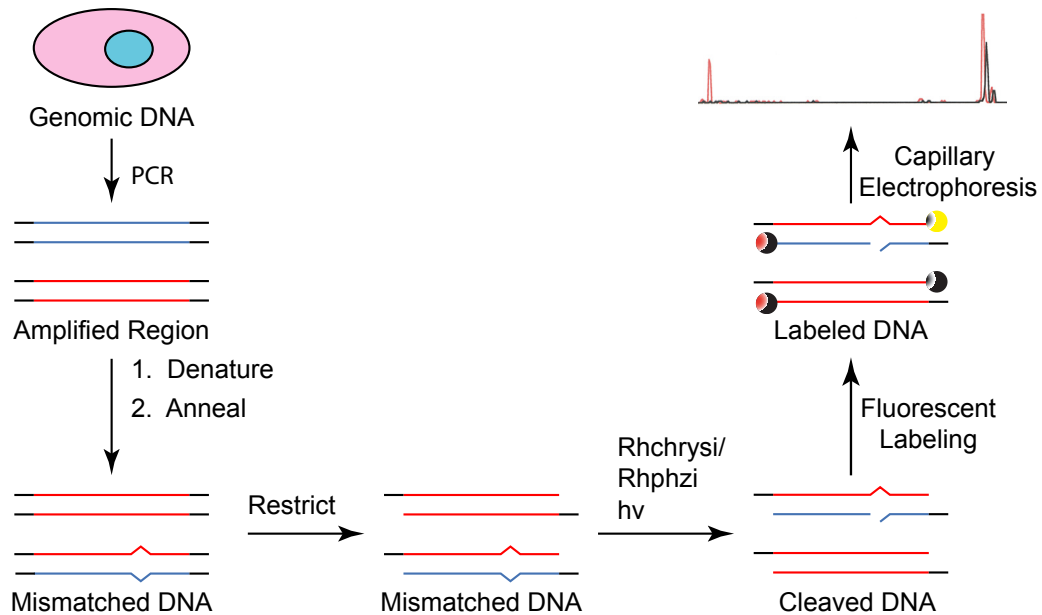 Genomic DNA
PCR
Amplified Region
1. Denature
2. Anneal
Mismatched DNA
Restrict
Mismatched DNA
Rhchrysi/
Rhphzi
hv
Cleaved DNA
Fluorescent
Labeling
Labeled DNA
Capillary
Electrophoresis